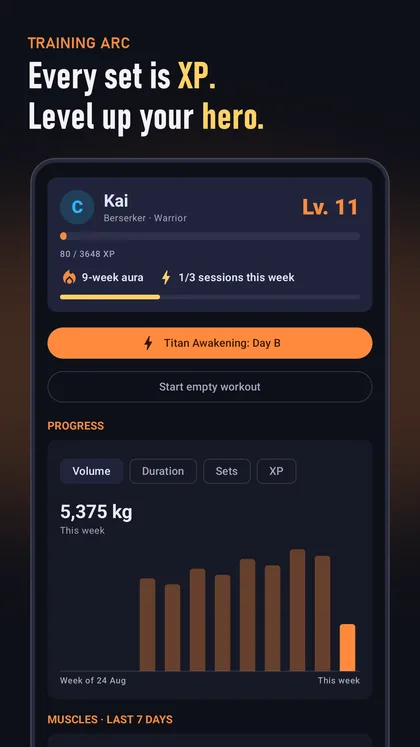 TRAINING ARC
Every set is XP.
Level up your hero.
C
Kai
Berserker · Warrior
Lv. 11
80 / 3648 XP
9-week aura
1/3 sessions this week
Titan Awakening: Day B
Start empty workout
PROGRESS
Volume
Duration
Sets
XP
5,375 kg
This week
Week of 24 Aug
This week
MUSCLES · LAST 7 DAYS